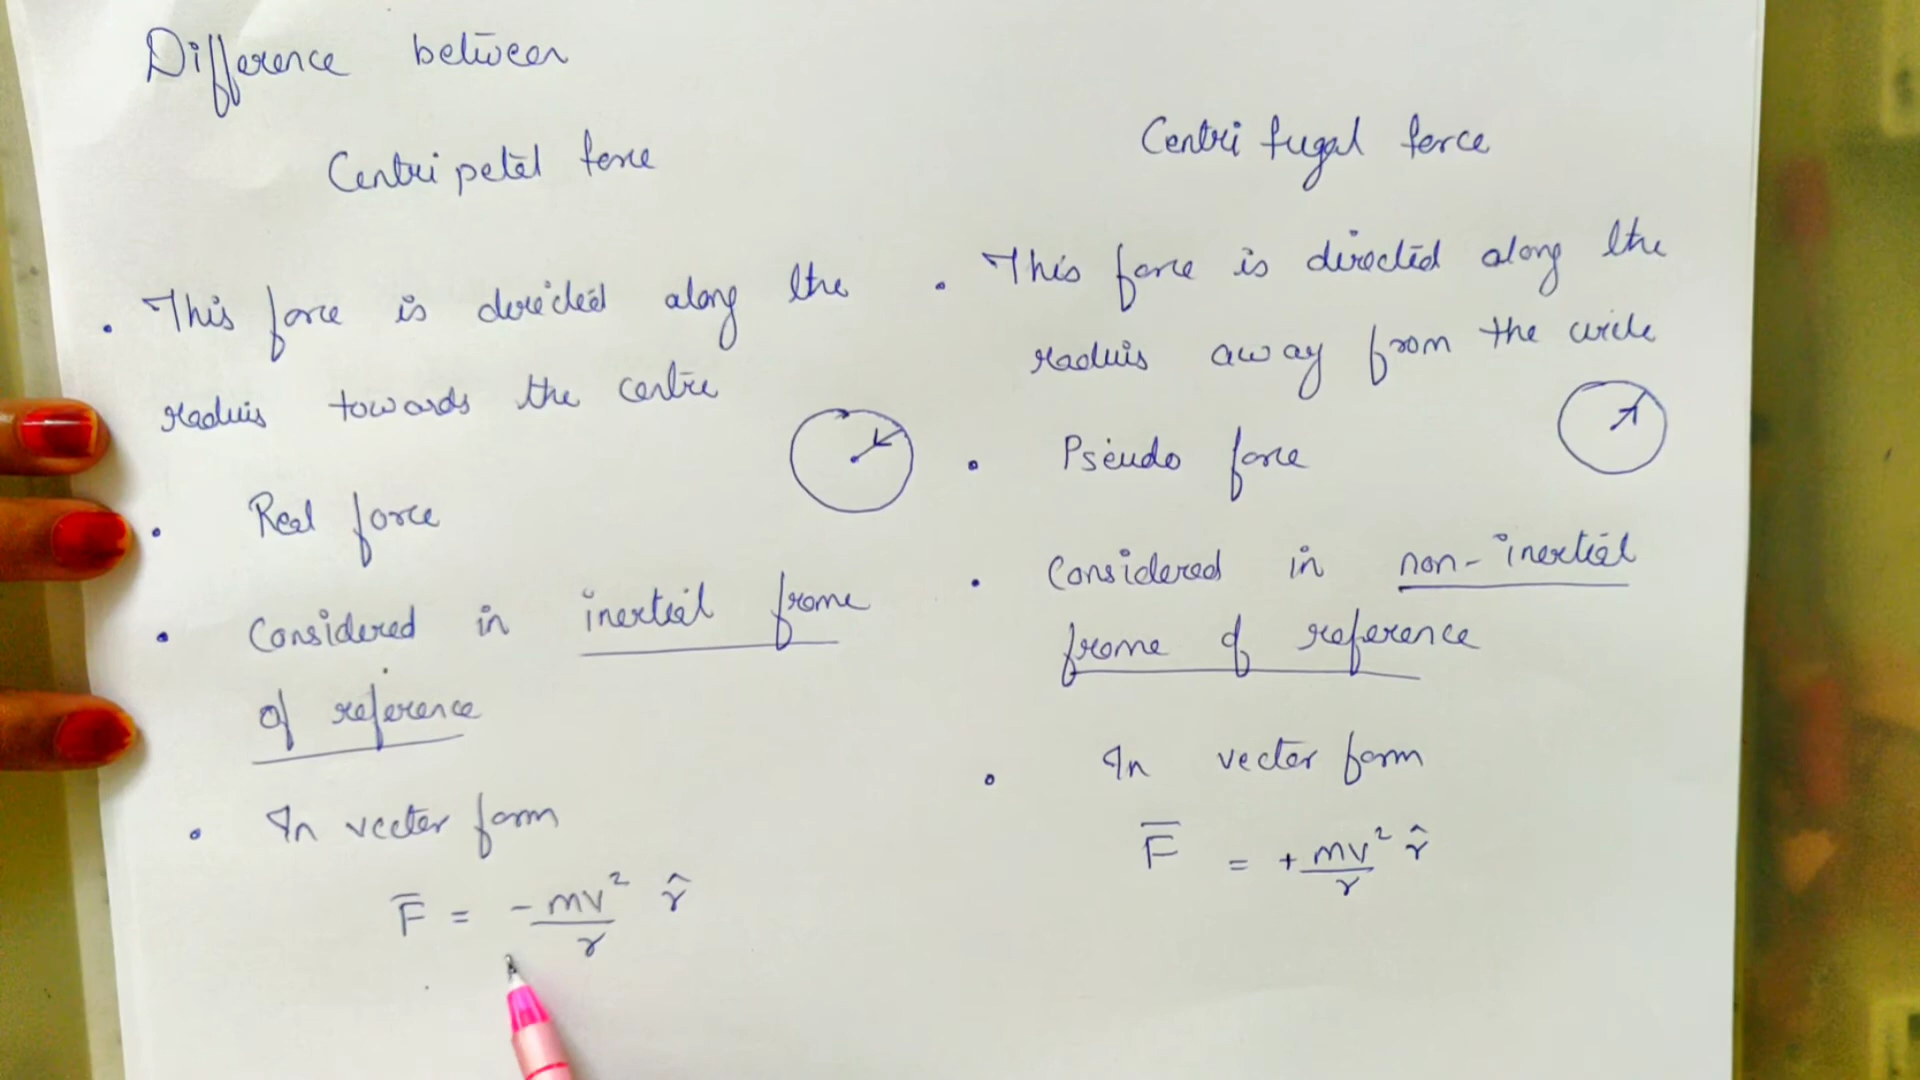 Difference between
Centripetal force
This force is directed along the
radius towards the centre
Real force
Considered in inertial frame
of reference
In vector form
F̅ = -mv²/r r̂
Centrifugal force
This force is directed along the
radius away from the circle
Pseudo force
Considered in non-inertial
frame of reference
In vector form
F̅ = +mv²/r r̂